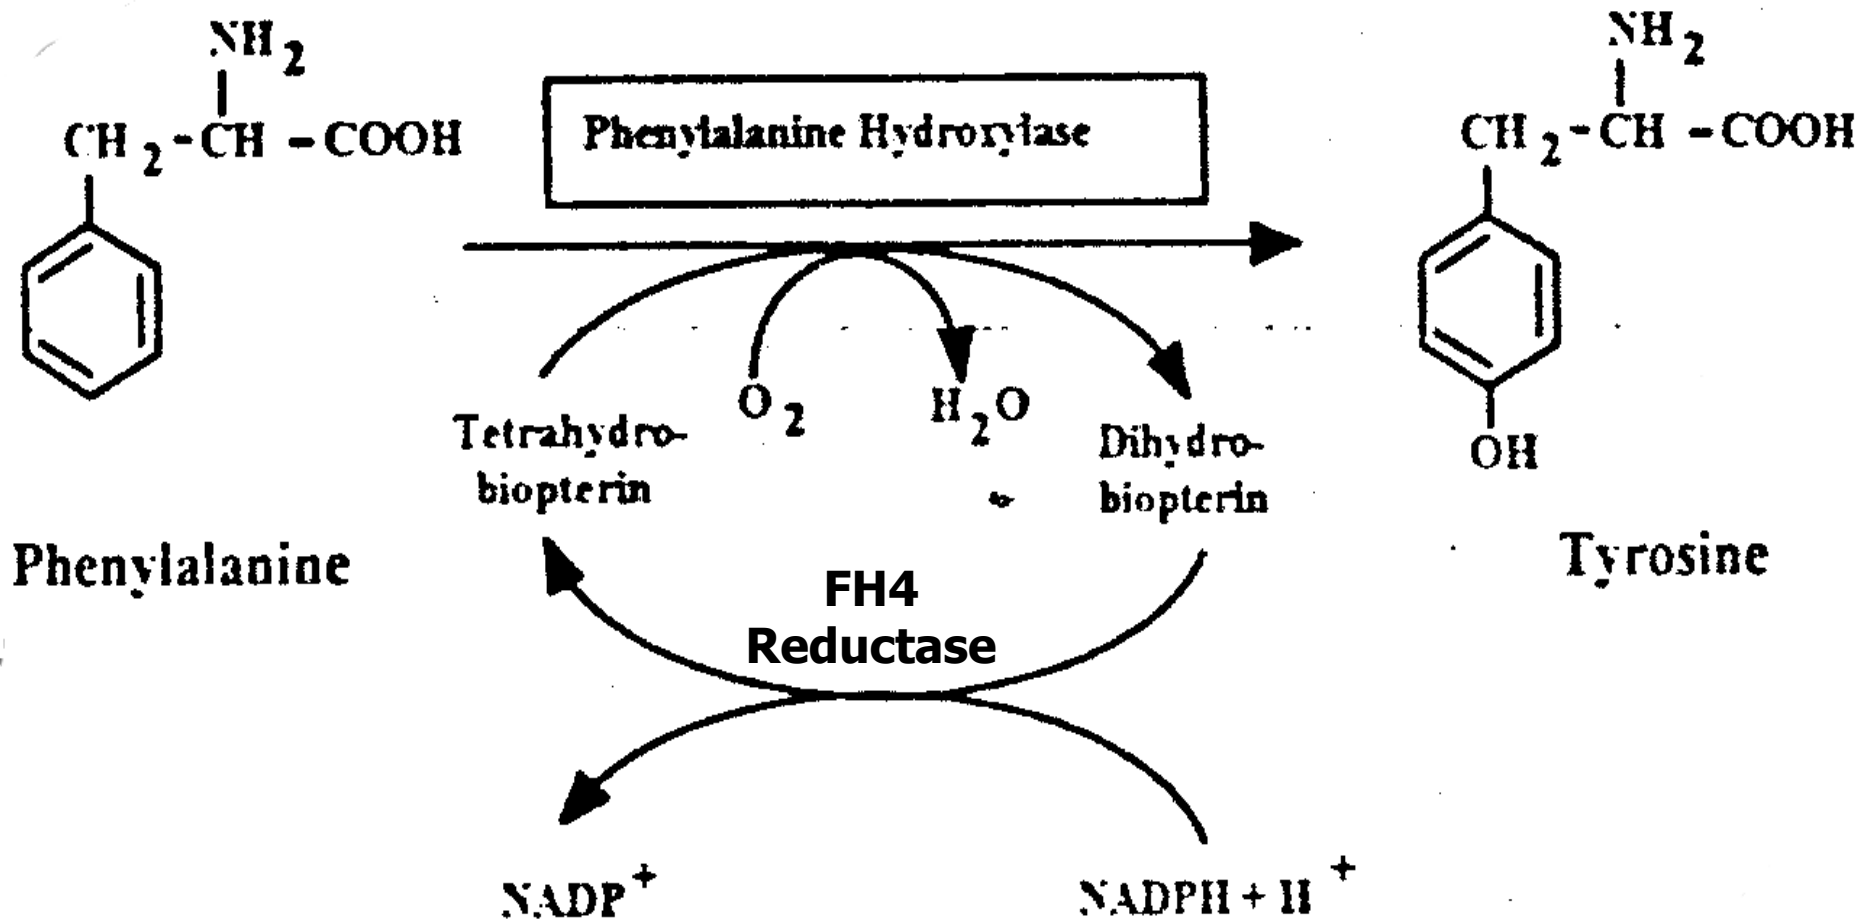 NH2
CH2-CH-COOH
Phenylalanine Hydroxylase
NH2
CH2-CH-COOH
O2
H2O
Tetrahydro-
biopterin
Dihydro-
biopterin
OH
Phenylalanine
Tyrosine
FH4
Reductase
NADP+
NADPH + H+